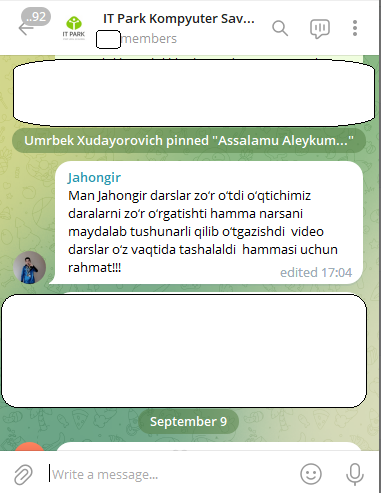 ..92
IT PARK
IT Park Kompyuter Sav...
members
Umrbek Xudayorovich pinned "Assalamu Aleykum..."
Jahongir
Man Jahongir darslar zo‘r o‘tdi o‘qtichimiz
daralarni zo‘r o‘rgatishti hamma narsani
maydalab tushunarli qilib o‘tgazishdi video
darslar o‘z vaqtida tashalaldi hammasi uchun
rahmat!!!
edited 17:04
September 9
Write a message...